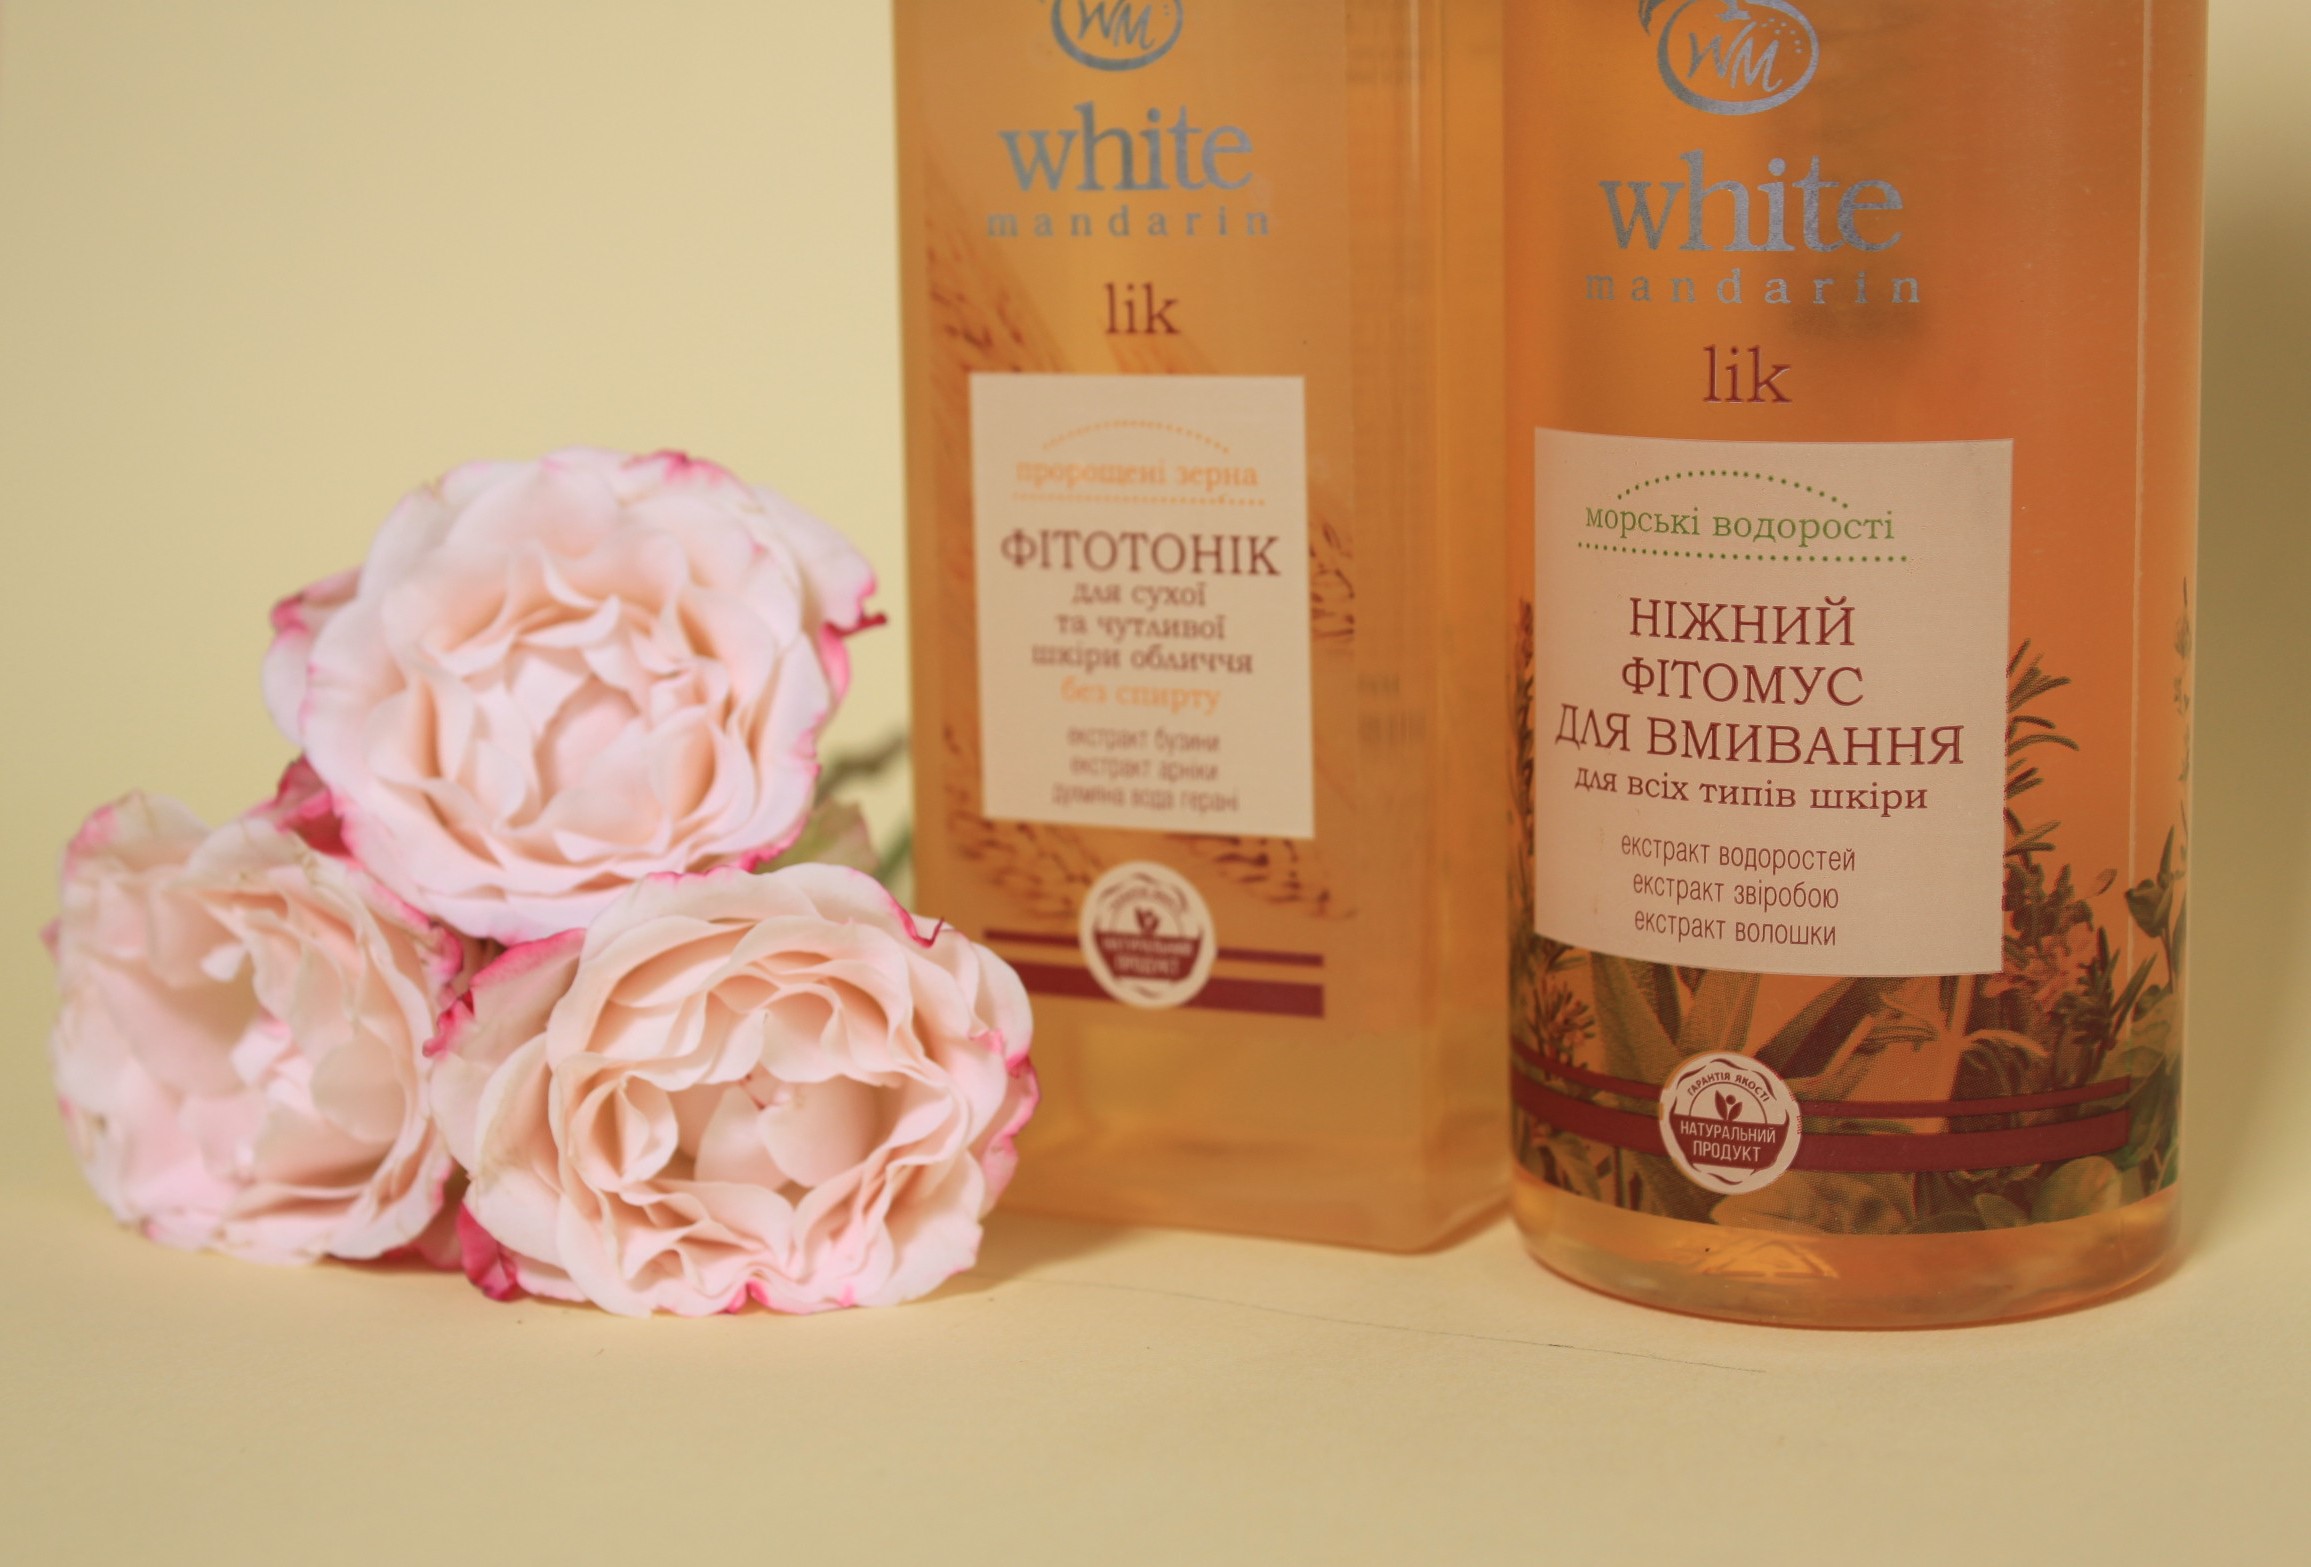 WM
white
mandarin
lik
пророщені зерна
ФІТОТОНІК
для сухої
та чутливої
шкіри обличчя
без спирту
екстракт бузини
екстракт арніки
вода герані
НАТУРАЛЬНИЙ
ПРОДУКТ
WM
white
mandarin
lik
морські водорості
НІЖНИЙ
ФІТОМУС
ДЛЯ ВМИВАННЯ
для всіх типів шкіри
екстракт водоростей
екстракт звіробою
екстракт волошки
ГАРАНТІЯ ЯКОСТІ
НАТУРАЛЬНИЙ
ПРОДУКТ